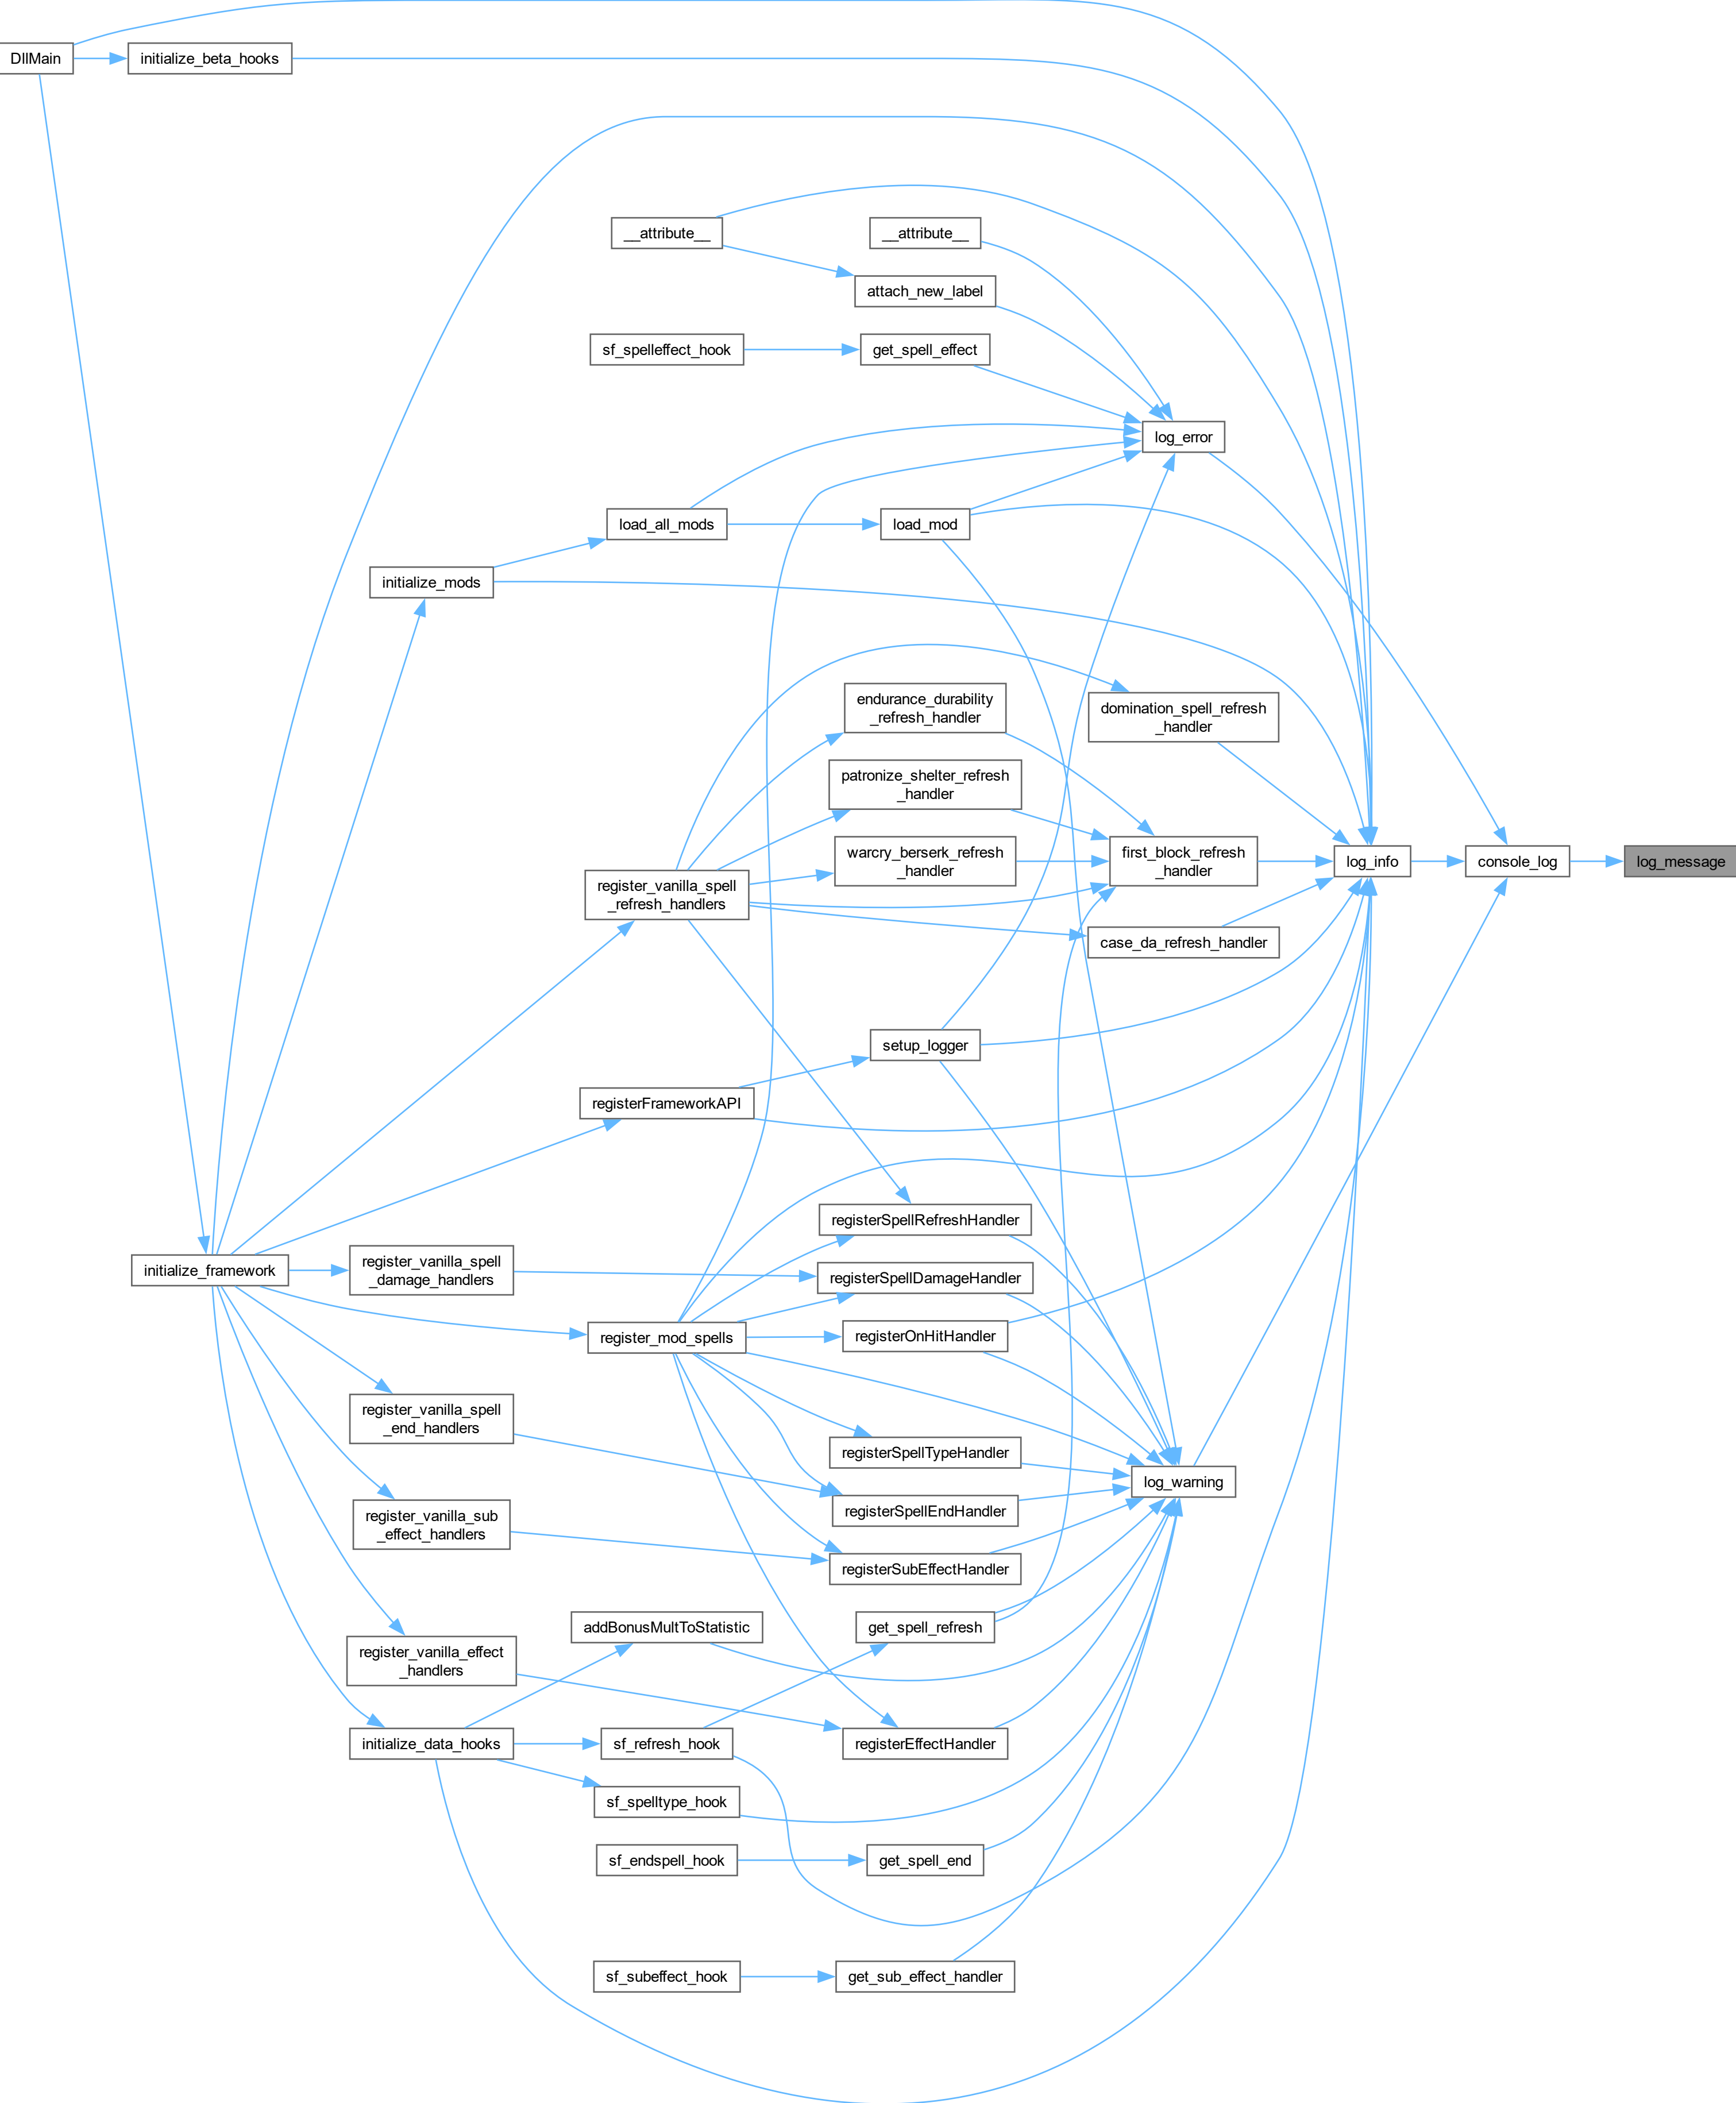 DllMain
initialize_beta_hooks
__attribute__
__attribute__
attach_new_label
sf_spelleffect_hook
get_spell_effect
log_error
load_all_mods
load_mod
initialize_mods
endurance_durability
_refresh_handler
domination_spell_refresh
_handler
patronize_shelter_refresh
_handler
warcry_berserk_refresh
_handler
first_block_refresh
_handler
log_info
console_log
log_message
register_vanilla_spell
_refresh_handlers
case_da_refresh_handler
setup_logger
registerFrameworkAPI
registerSpellRefreshHandler
initialize_framework
register_vanilla_spell
_damage_handlers
registerSpellDamageHandler
register_mod_spells
registerOnHitHandler
register_vanilla_spell
_end_handlers
registerSpellTypeHandler
log_warning
registerSpellEndHandler
register_vanilla_sub
_effect_handlers
registerSubEffectHandler
addBonusMultToStatistic
get_spell_refresh
register_vanilla_effect
_handlers
initialize_data_hooks
sf_refresh_hook
registerEffectHandler
sf_spelltype_hook
sf_endspell_hook
get_spell_end
sf_subeffect_hook
get_sub_effect_handler